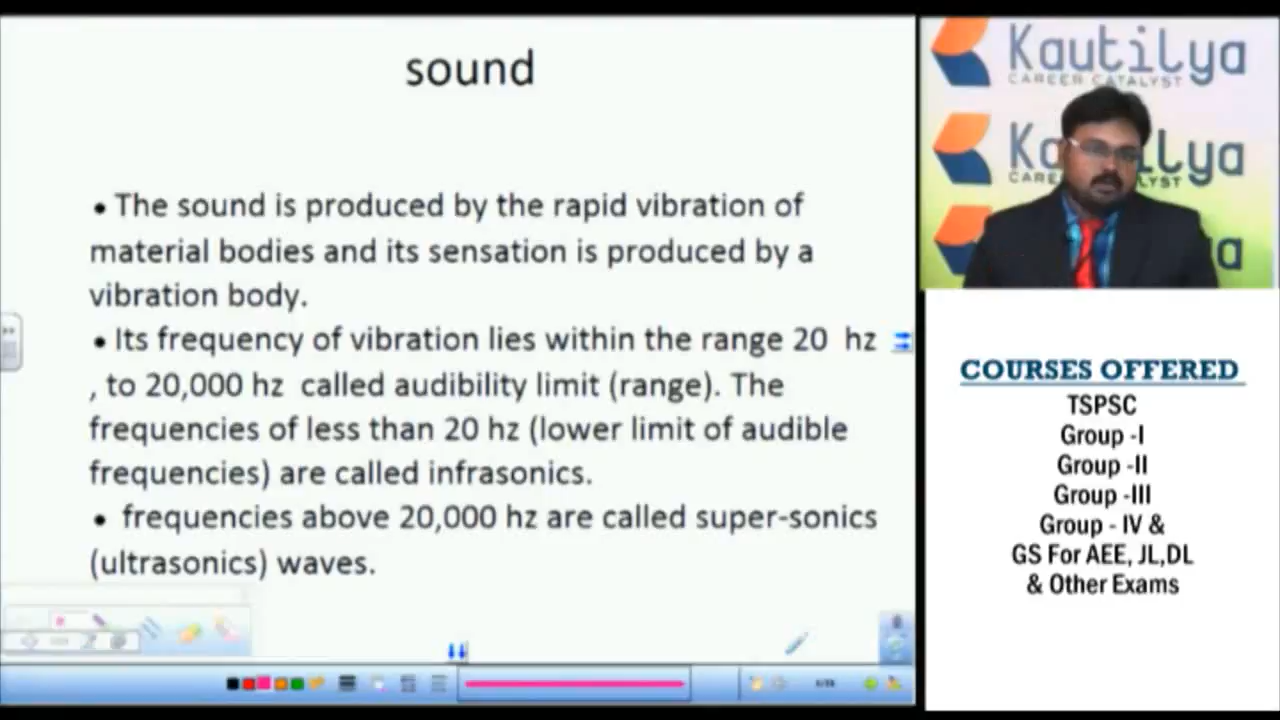 sound
• The sound is produced by the rapid vibration of
material bodies and its sensation is produced by a
vibration body.
• Its frequency of vibration lies within the range 20 hz
, to 20,000 hz called audibility limit (range). The
frequencies of less than 20 hz (lower limit of audible
frequencies) are called infrasonics.
• frequencies above 20,000 hz are called super-sonics
(ultrasonics) waves.
Kautilya
CAREER CATALYST
COURSES OFFERED
TSPSC
Group -I
Group -II
Group -III
Group - IV &
GS For AEE, JL,DL
& Other Exams